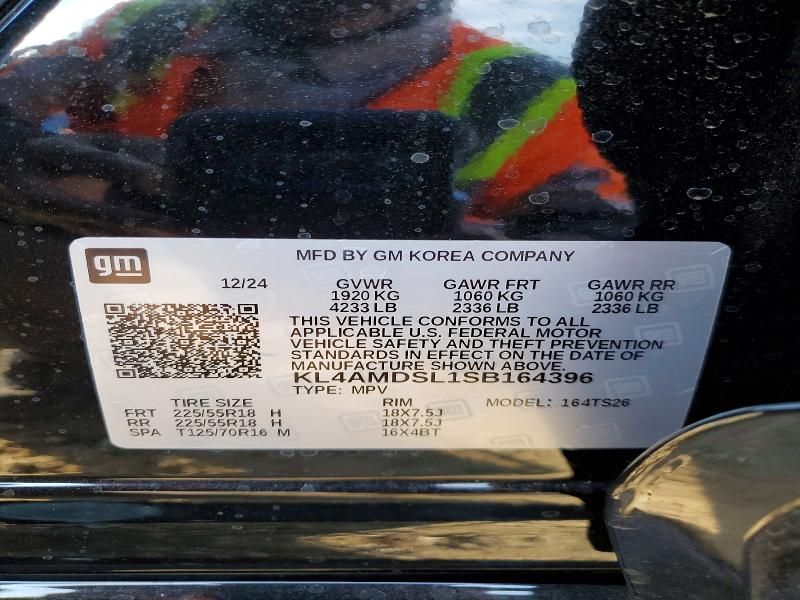 gm
MFD BY GM KOREA COMPANY
12/24 GVWR GAWR FRT GAWR RR
1920 KG 1060 KG 1060 KG
4233 LB 2336 LB 2336 LB
THIS VEHICLE CONFORMS TO ALL
APPLICABLE U.S. FEDERAL MOTOR
VEHICLE SAFETY AND THEFT PREVENTION
STANDARDS IN EFFECT ON THE DATE OF
MANUFACTURE SHOWN ABOVE.
KL4AMDSL1SB164396
TYPE: MPV
TIRE SIZE RIM MODEL: 164TS26
FRT 225/55R18 H 18X7.5J
RR 225/55R18 H 18X7.5J
SPA T125/70R16 M 16X4BT